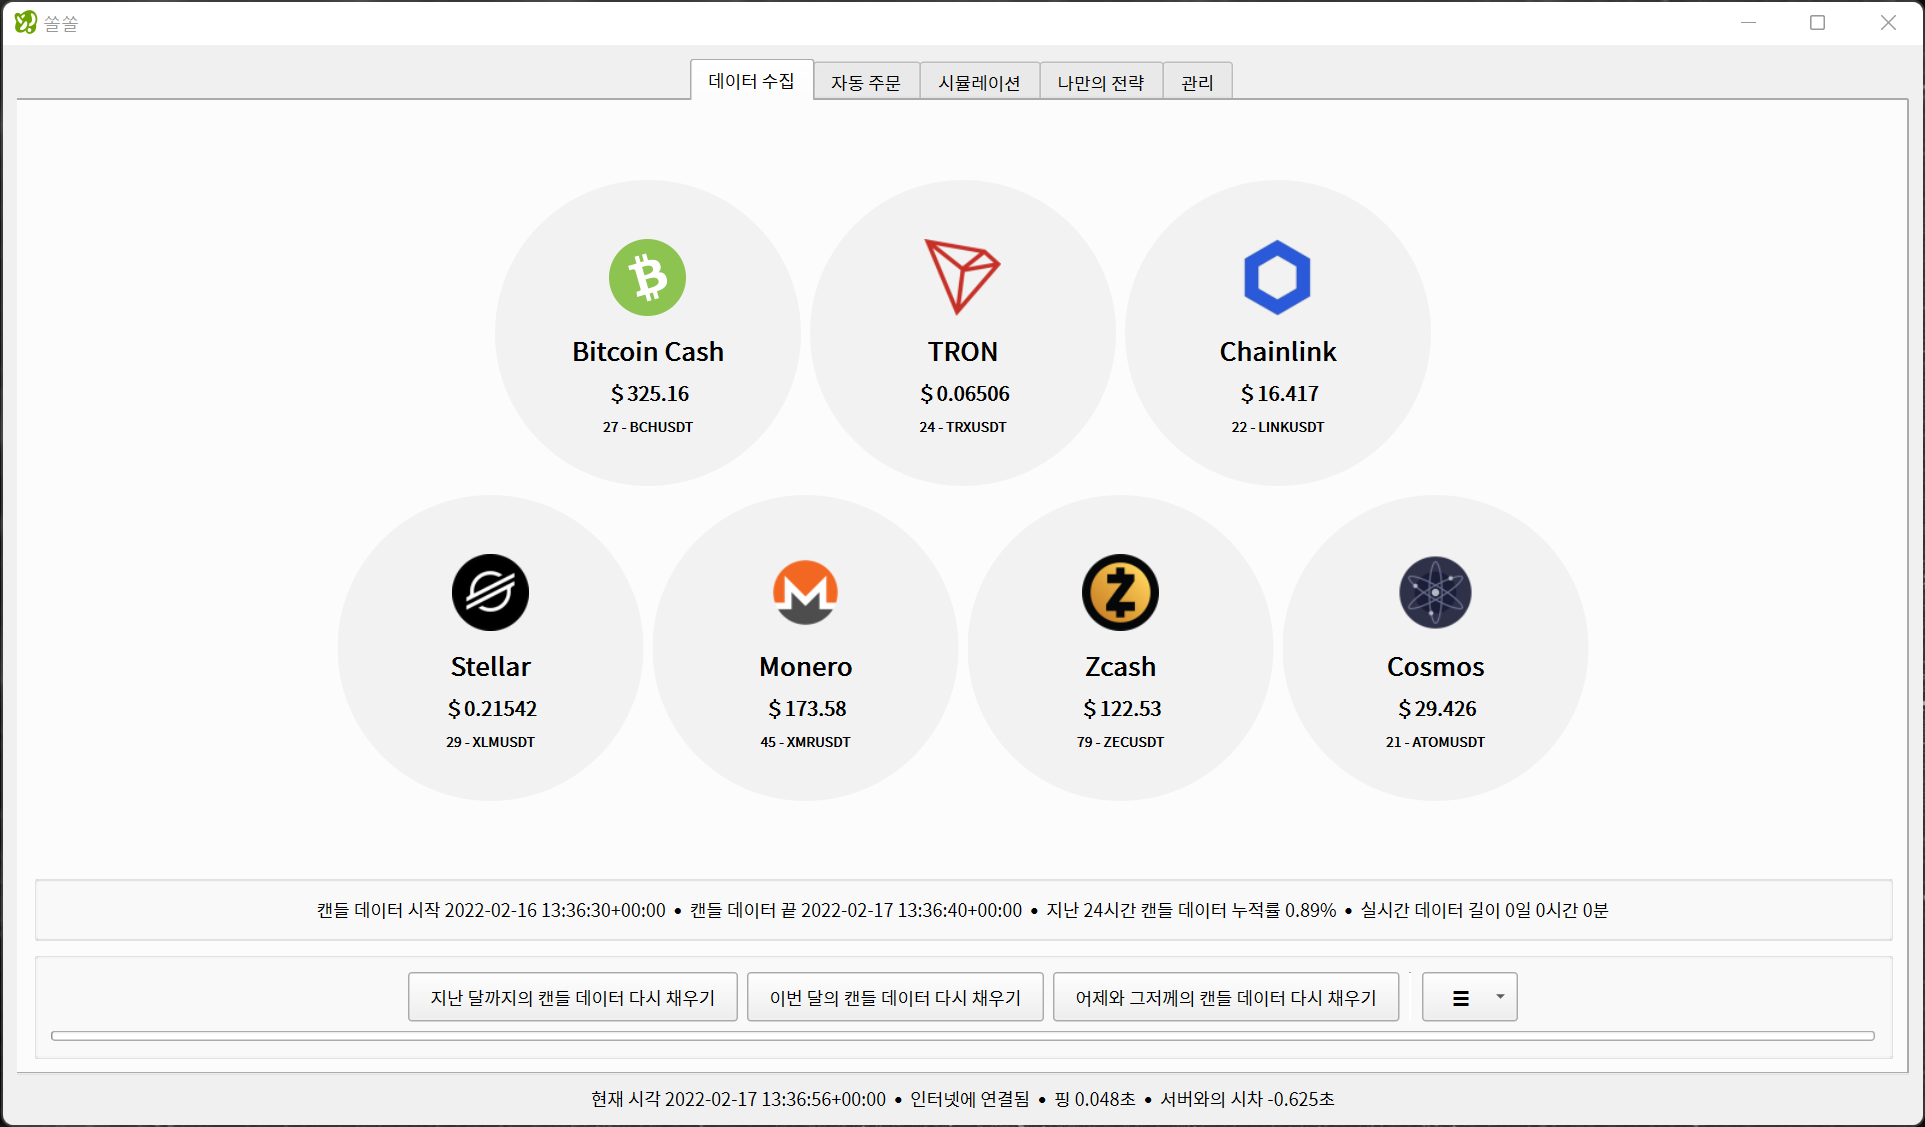 쏠쏠
데이터 수집 자동 주문 시뮬레이션 나만의 전략 관리
Bitcoin Cash
$ 325.16
27 - BCHUSDT
TRON
$ 0.06506
24 - TRXUSDT
Chainlink
$ 16.417
22 - LINKUSDT
Stellar
$ 0.21542
29 - XLMUSDT
Monero
$ 173.58
45 - XMRUSDT
Zcash
$ 122.53
79 - ZECUSDT
Cosmos
$ 29.426
21 - ATOMUSDT
캔들 데이터 시작 2022-02-16 13:36:30+00:00 • 캔들 데이터 끝 2022-02-17 13:36:40+00:00 • 지난 24시간 캔들 데이터 누적률 0.89% • 실시간 데이터 길이 0일 0시간 0분
지난 달까지의 캔들 데이터 다시 채우기 이번 달의 캔들 데이터 다시 채우기 어제와 그저께의 캔들 데이터 다시 채우기
현재 시각 2022-02-17 13:36:56+00:00 • 인터넷에 연결됨 • 핑 0.048초 • 서버와의 시차 -0.625초